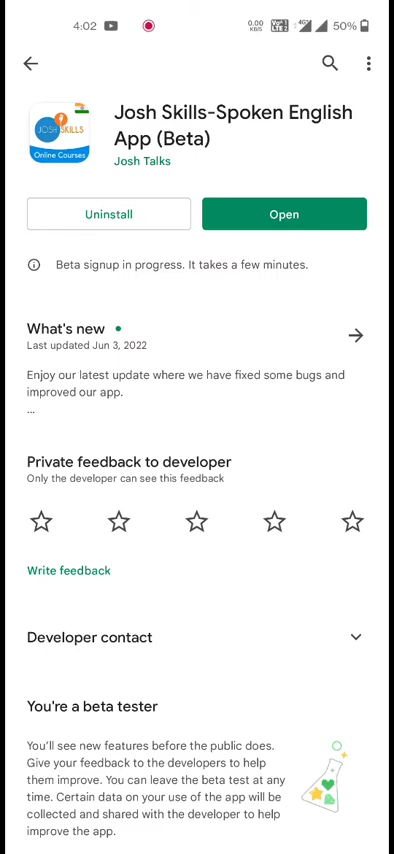 4:02
0.00 KB/S VoLTE 2 4G 50%
Josh Skills-Spoken English
App (Beta)
Josh Talks
JOSH SKILLS
Online Courses
Uninstall
Open
Beta signup in progress. It takes a few minutes.
What's new
Last updated Jun 3, 2022
Enjoy our latest update where we have fixed some bugs and
improved our app.
...
Private feedback to developer
Only the developer can see this feedback
Write feedback
Developer contact
You're a beta tester
You'll see new features before the public does.
Give your feedback to the developers to help
them improve. You can leave the beta test at any
time. Certain data on your use of the app will be
collected and shared with the developer to help
improve the app.